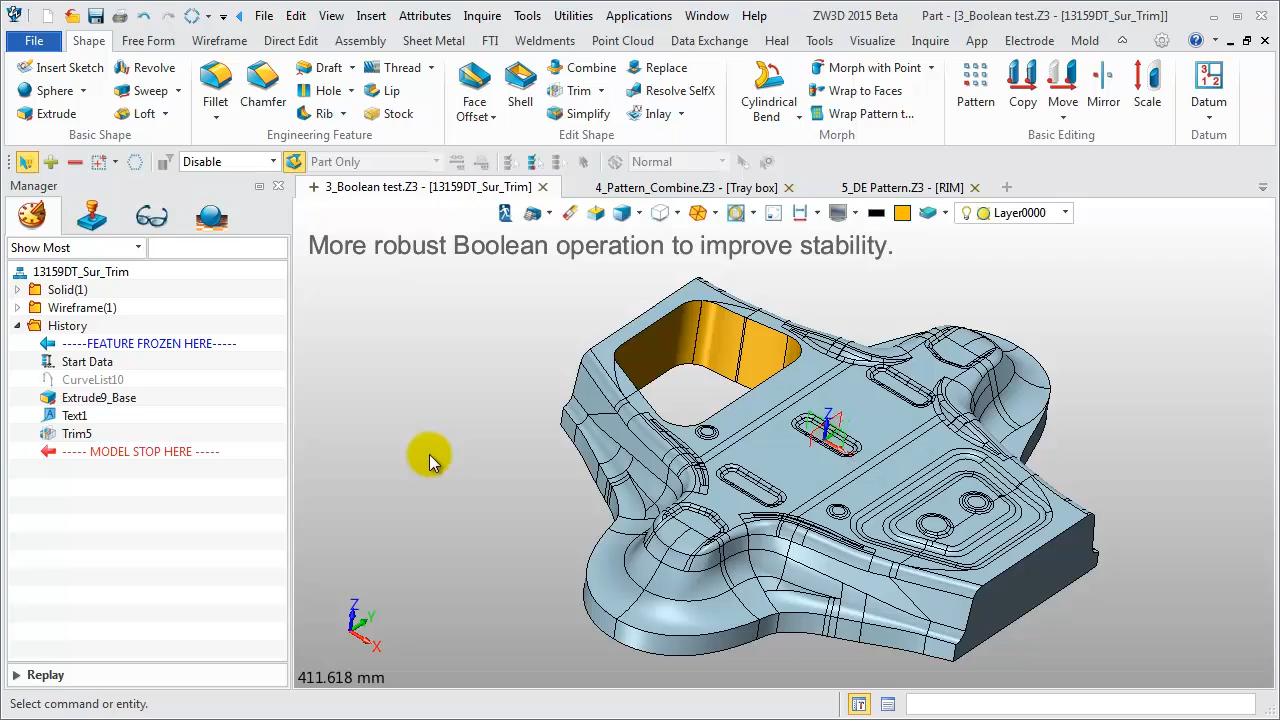 File Edit View Insert Attributes Inquire Tools Utilities Applications Window Help ZW3D 2015 Beta Part - [3_Boolean test.Z3 - [13159DT_Sur_Trim]]
File Shape Free Form Wireframe Direct Edit Assembly Sheet Metal FTI Weldments Point Cloud Data Exchange Heal Tools Visualize Inquire App Electrode Mold
Insert Sketch Revolve Draft Thread Combine Replace Morph with Point
Sphere Sweep Lip Trim Resolve SelfX Wrap to Faces
Extrude Loft Rib Stock Simplify Inlay Wrap Pattern t...
Fillet Chamfer Face Offset Shell Cylindrical Bend Pattern Copy Move Mirror Scale Datum
Basic Shape Engineering Feature Edit Shape Morph Basic Editing Datum
Disable Part Only Normal
Manager 3_Boolean test.Z3 - [13159DT_Sur_Trim] 4_Pattern_Combine.Z3 - [Tray box] 5_DE Pattern.Z3 - [RIM]
Layer0000
Show Most
More robust Boolean operation to improve stability.
13159DT_Sur_Trim
Solid(1)
Wireframe(1)
History
-----FEATURE FROZEN HERE-----
Start Data
CurveList10
Extrude9_Base
Text1
Trim5
----- MODEL STOP HERE -----
Z
Z
Y
X
Replay
411.618 mm
Select command or entity.